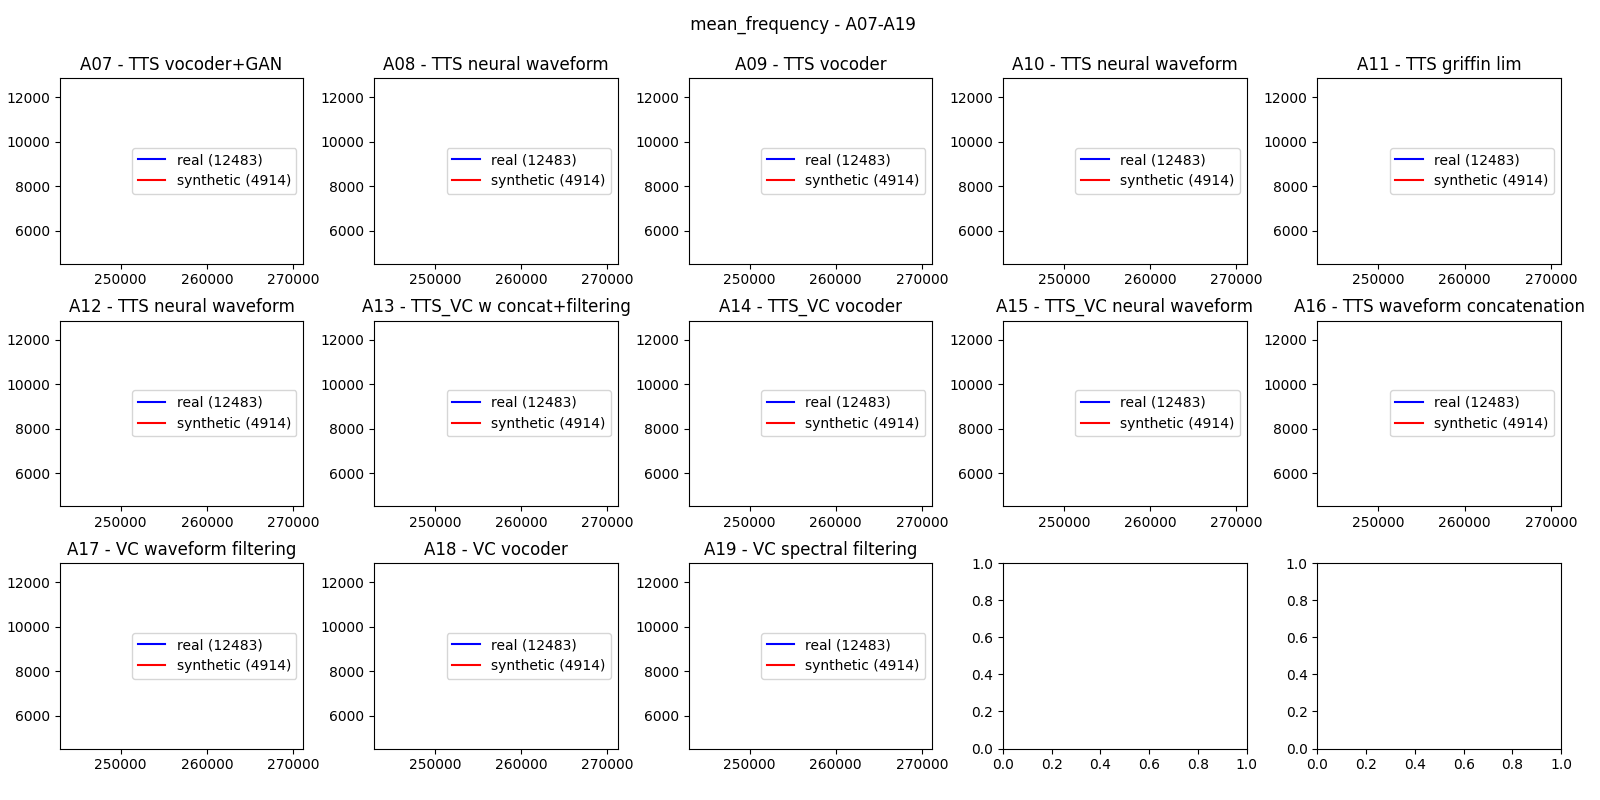 mean_frequency - A07-A19
A07 - TTS vocoder+GAN
12000
10000
8000
6000
real (12483)
synthetic (4914)
250000 260000 270000
A08 - TTS neural waveform
12000
10000
8000
6000
real (12483)
synthetic (4914)
250000 260000 270000
A09 - TTS vocoder
12000
10000
8000
6000
real (12483)
synthetic (4914)
250000 260000 270000
A10 - TTS neural waveform
12000
10000
8000
6000
real (12483)
synthetic (4914)
250000 260000 270000
A11 - TTS griffin lim
12000
10000
8000
6000
real (12483)
synthetic (4914)
250000 260000 270000
A12 - TTS neural waveform
12000
10000
8000
6000
real (12483)
synthetic (4914)
250000 260000 270000
A13 - TTS_VC w concat+filtering
12000
10000
8000
6000
real (12483)
synthetic (4914)
250000 260000 270000
A14 - TTS_VC vocoder
12000
10000
8000
6000
real (12483)
synthetic (4914)
250000 260000 270000
A15 - TTS_VC neural waveform
12000
10000
8000
6000
real (12483)
synthetic (4914)
250000 260000 270000
A16 - TTS waveform concatenation
12000
10000
8000
6000
real (12483)
synthetic (4914)
250000 260000 270000
A17 - VC waveform filtering
12000
10000
8000
6000
real (12483)
synthetic (4914)
250000 260000 270000
A18 - VC vocoder
12000
10000
8000
6000
real (12483)
synthetic (4914)
250000 260000 270000
A19 - VC spectral filtering
12000
10000
8000
6000
real (12483)
synthetic (4914)
250000 260000 270000
1.0
0.8
0.6
0.4
0.2
0.0
0.0 0.2 0.4 0.6 0.8 1.0
1.0
0.8
0.6
0.4
0.2
0.0
0.0 0.2 0.4 0.6 0.8 1.0